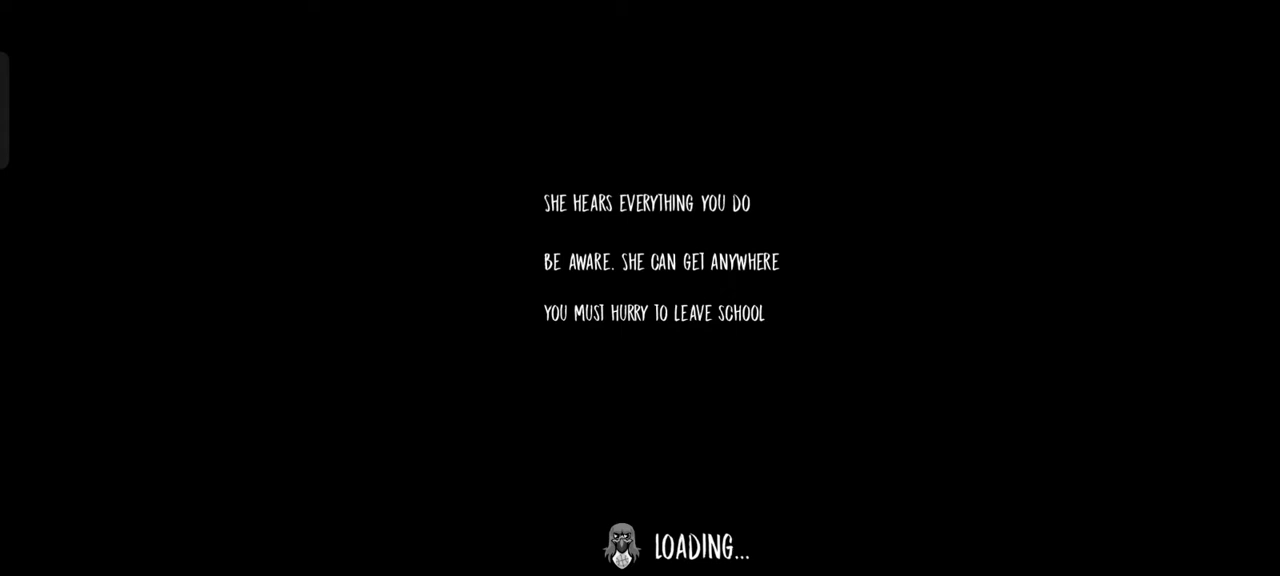 SHE HEARS EVERYTHING YOU DO
BE AWARE. SHE CAN GET ANYWHERE
YOU MUST HURRY TO LEAVE SCHOOL
LOADING...